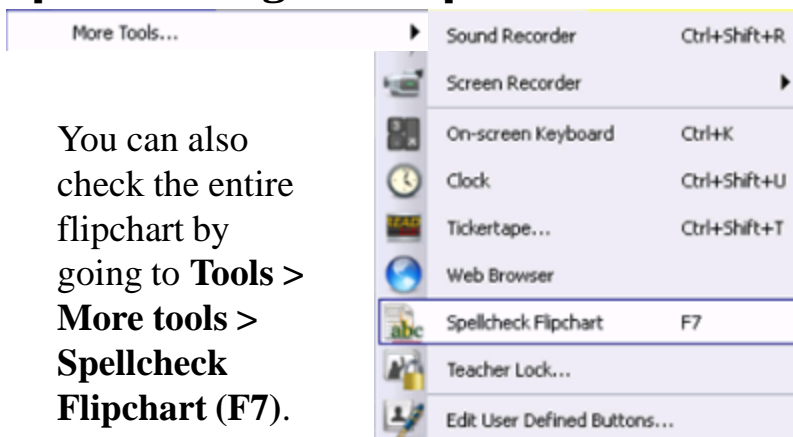 More Tools...
Sound Recorder Ctrl+Shift+R
Screen Recorder
On-screen Keyboard Ctrl+K
Clock Ctrl+Shift+U
Tickertape... Ctrl+Shift+T
Web Browser
Spellcheck Flipchart F7
Teacher Lock...
Edit User Defined Buttons...
You can also
check the entire
flipchart by
going to Tools >
More tools >
Spellcheck
Flipchart (F7).